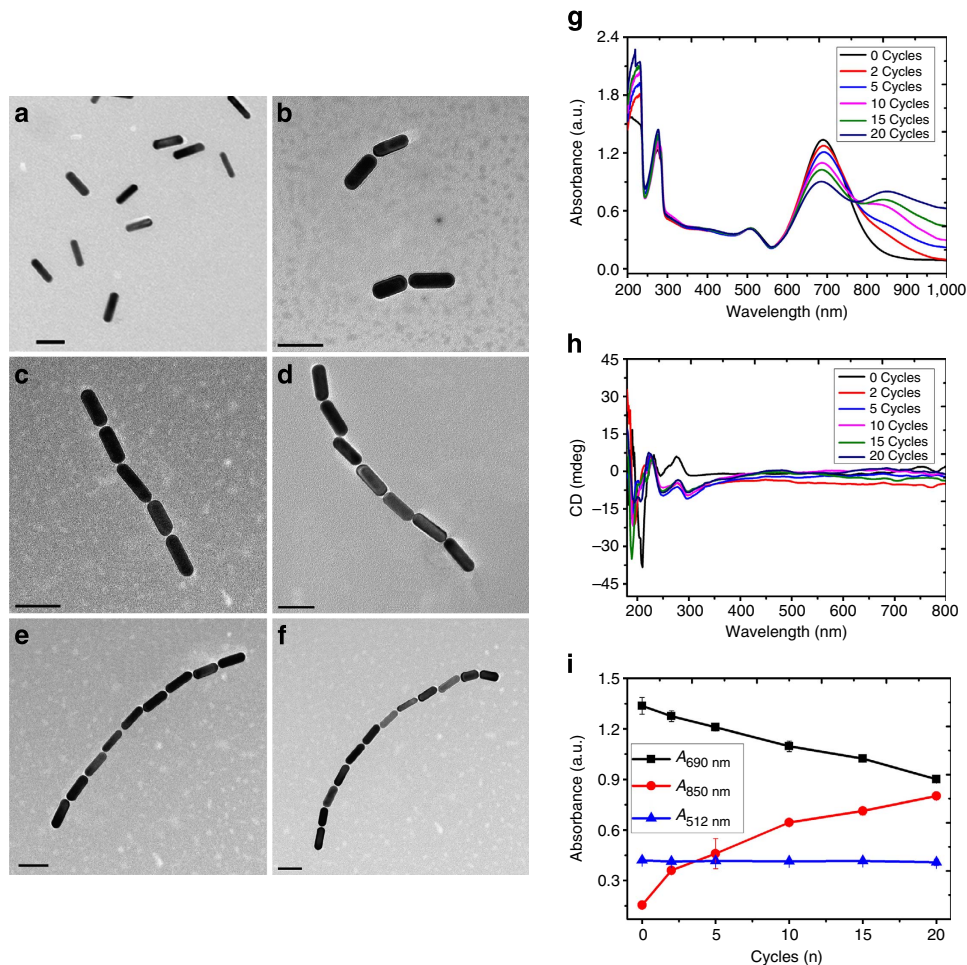 a
b
c
d
e
f
g
2.4
1.8
1.2
0.6
0.0
Absorbance (a.u.)
0 Cycles
2 Cycles
5 Cycles
10 Cycles
15 Cycles
20 Cycles
200 300 400 500 600 700 800 900 1,000
Wavelength (nm)
h
45
30
15
0
−15
−30
−45
CD (mdeg)
0 Cycles
2 Cycles
5 Cycles
10 Cycles
15 Cycles
20 Cycles
200 300 400 500 600 700 800
Wavelength (nm)
i
1.5
1.2
0.9
0.6
0.3
Absorbance (a.u.)
A690 nm
A850 nm
A512 nm
0 5 10 15 20
Cycles (n)